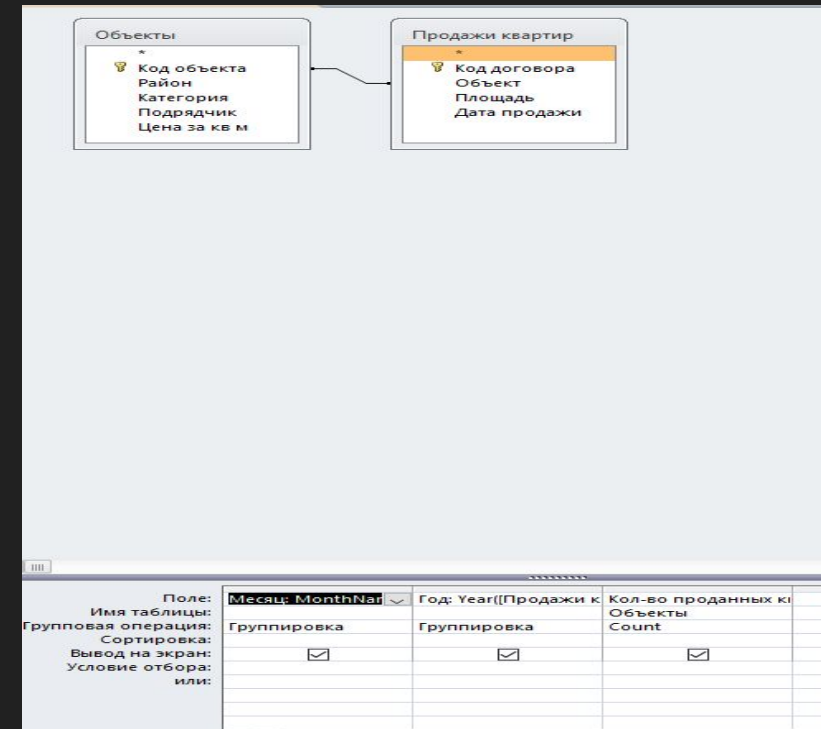 Объекты
*
Код объекта
Район
Категория
Подрядчик
Цена за кв м
Продажи квартир
*
Код договора
Объект
Площадь
Дата продажи
Поле: Месяц: MonthNar Год: Year([Продажи к Кол-во проданных кı
Имя таблицы: Объекты
Групповая операция: Группировка Группировка Count
Сортировка:
Вывод на экран:
Условие отбора:
или: